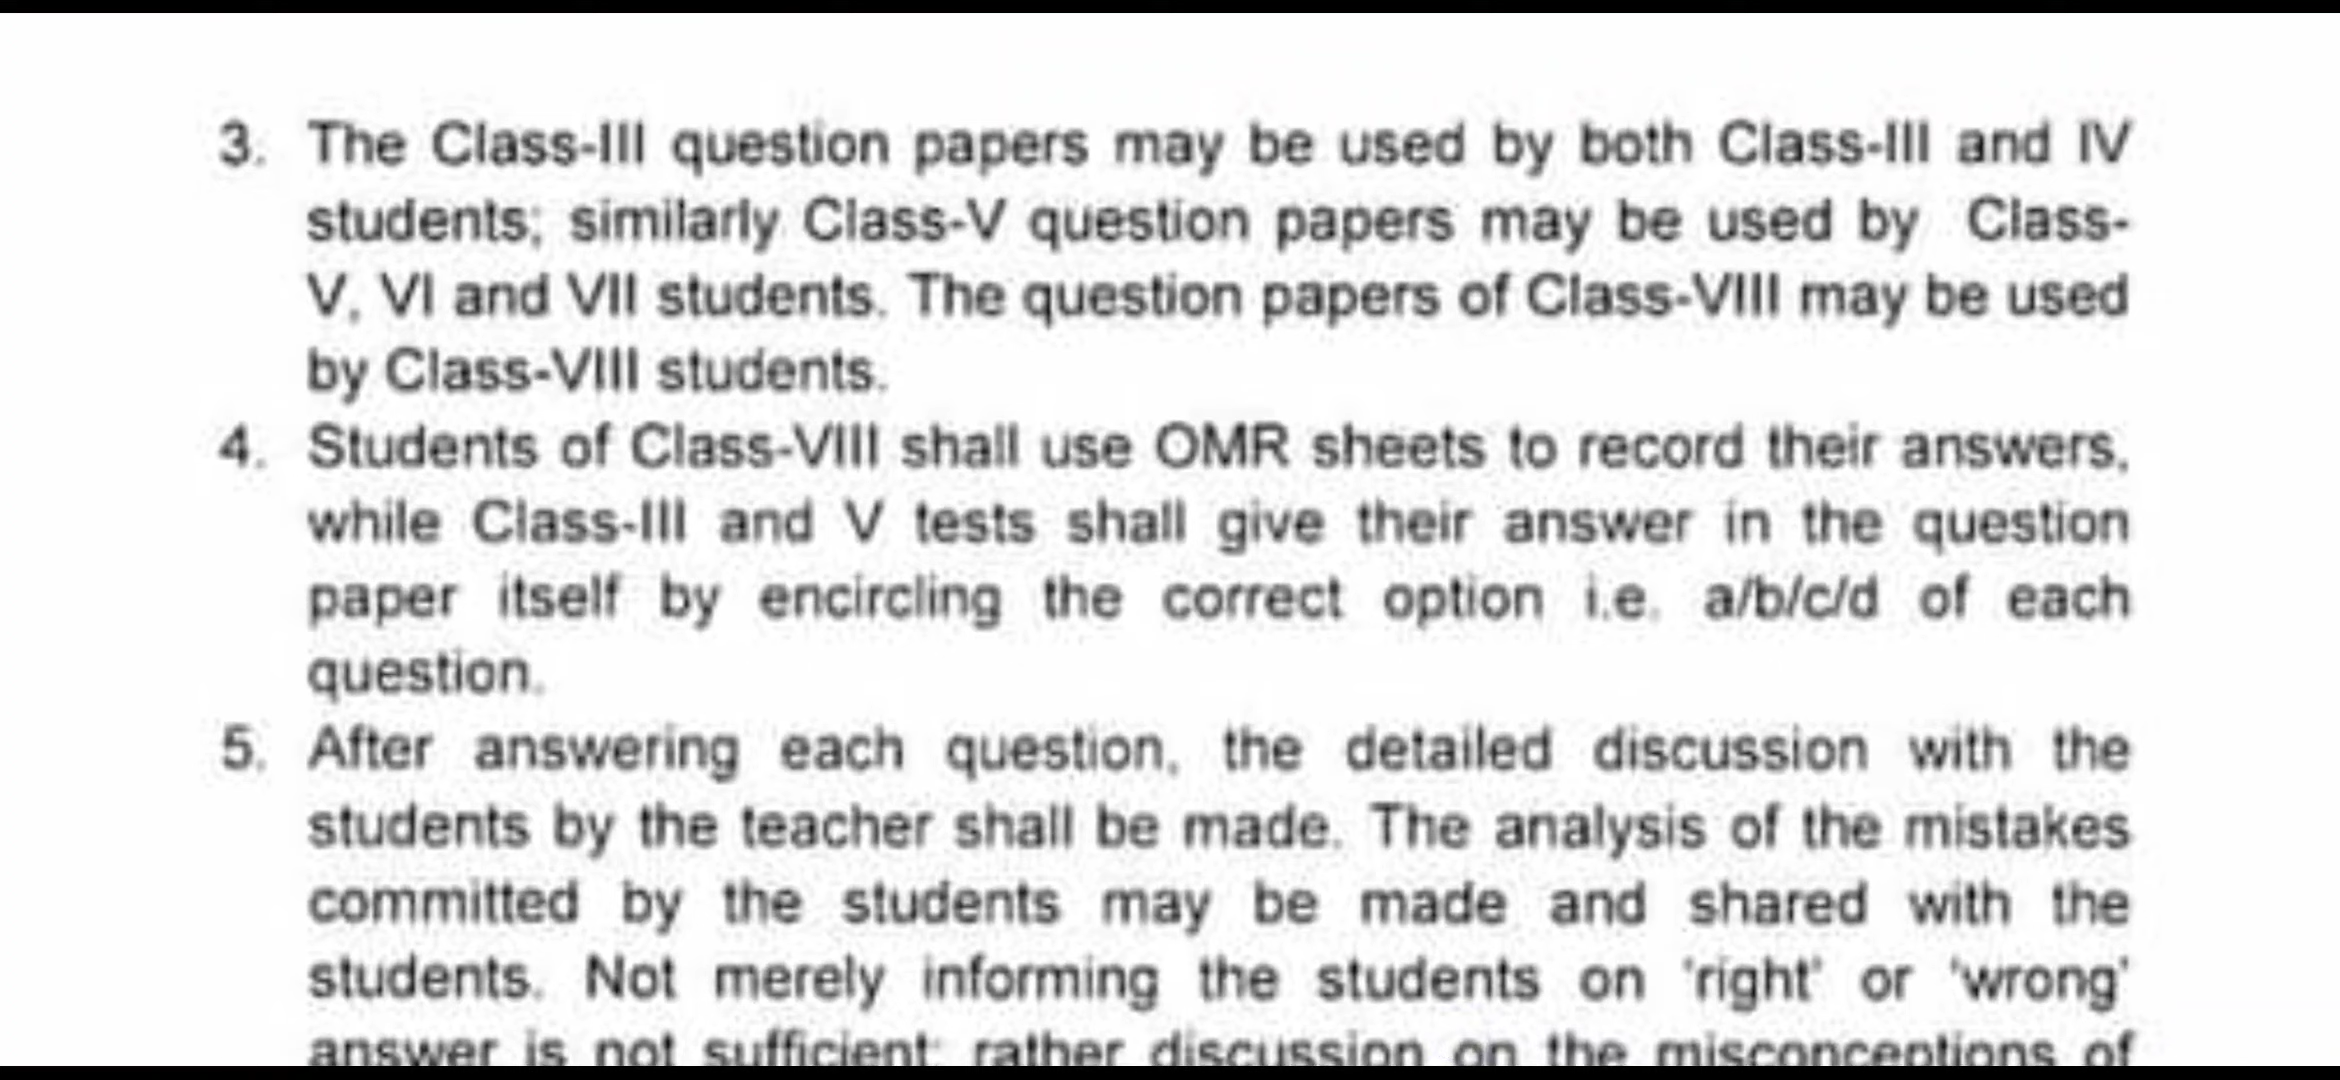 3. The Class-III question papers may be used by both Class-III and IV
students; similarly Class-V question papers may be used by Class-
V, VI and VII students. The question papers of Class-VIII may be used
by Class-VIII students.
4. Students of Class-VIII shall use OMR sheets to record their answers,
while Class-III and V tests shall give their answer in the question
paper itself by encircling the correct option i.e. a/b/c/d of each
question.
5. After answering each question, the detailed discussion with the
students by the teacher shall be made. The analysis of the mistakes
committed by the students may be made and shared with the
students. Not merely informing the students on 'right' or 'wrong'
answer is not sufficient; rather discussion on the misconceptions of